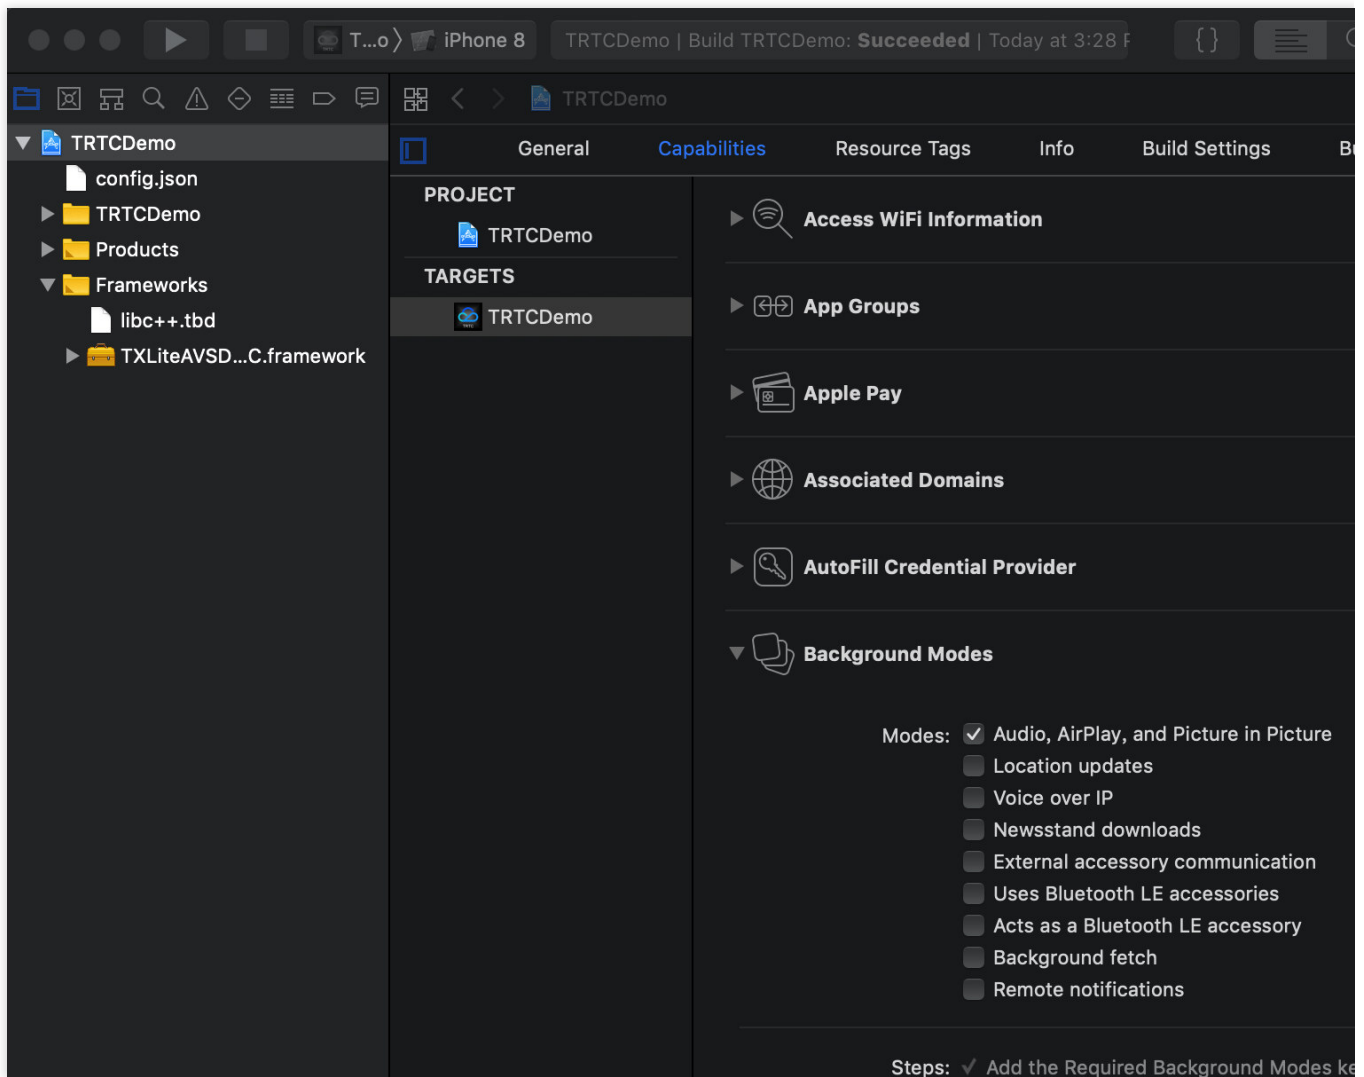 T...o iPhone 8 TRTCDemo | Build TRTCDemo: Succeeded | Today at 3:28 {}
TRTCDemo
TRTCDemo
General Capabilities Resource Tags Info Build Settings
config.json
PROJECT
TRTCDemo
TRTCDemo
Products
TARGETS
Frameworks
TRTCDemo
libc++.tbd
TXLiteAVSD...C.framework
Access WiFi Information
App Groups
Apple Pay
Associated Domains
AutoFill Credential Provider
Background Modes
Modes: Audio, AirPlay, and Picture in Picture
Location updates
Voice over IP
Newsstand downloads
External accessory communication
Uses Bluetooth LE accessories
Acts as a Bluetooth LE accessory
Background fetch
Remote notifications
Steps: Add the Required Background Modes